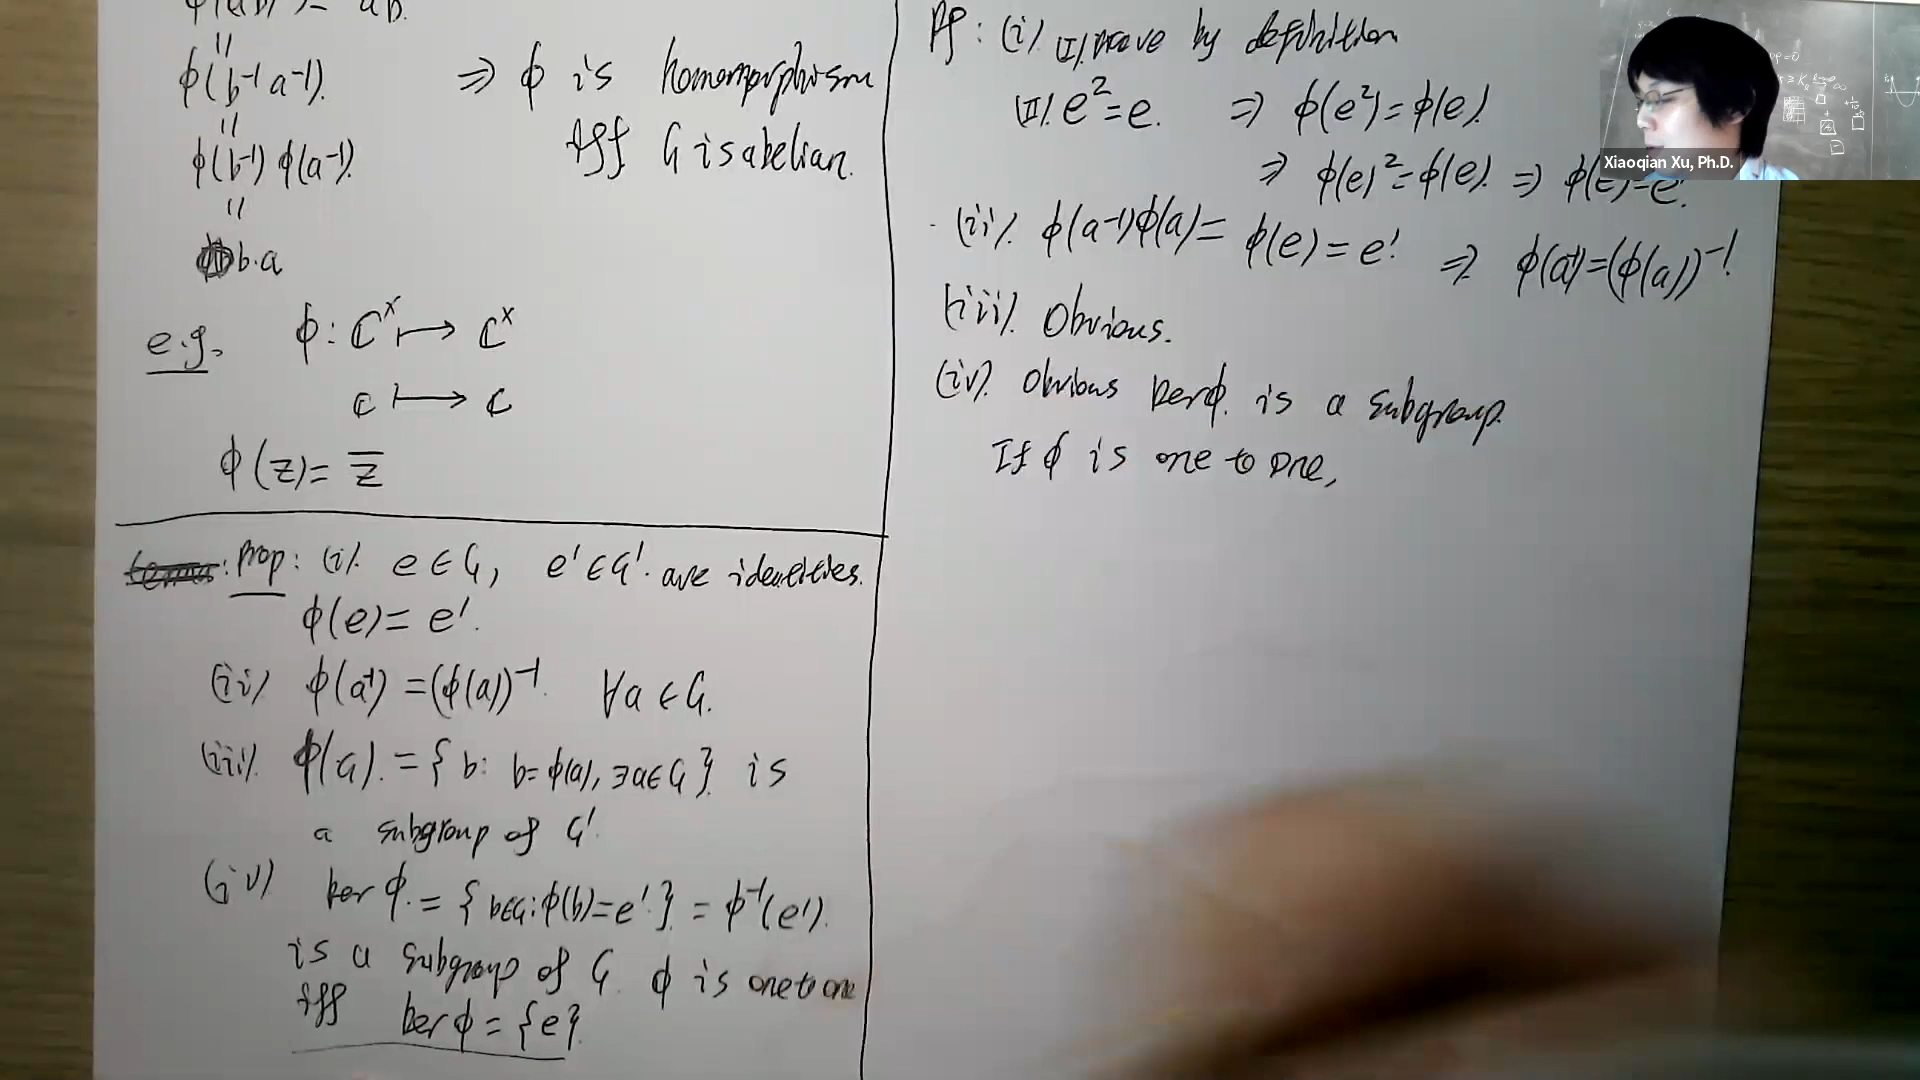 φ(ab)⁻¹ = ab.
"
φ(b⁻¹a⁻¹).
"
φ(b⁻¹)φ(a⁻¹).
"
b·a
⇒ φ is homomorphism
iff G is abelian.
e.g. φ: ℂˣ ↦ ℂˣ
c ↦ c
φ(z) = z̅
Prop: (i). e ∈ G, e' ∈ G'. are identities.
φ(e) = e'.
(ii). φ(a⁻¹) = (φ(a))⁻¹. ∀a ∈ G.
(iii). φ(G). = { b: b = φ(a), ∃a∈G }. is
a subgroup of G'.
(iv) ker φ. = { b∈G: φ(b)=e'.} = φ⁻¹(e').
is a subgroup of G. φ is one to one
iff ker φ = {e}.
Pf: (i). (I). prove by definition
(II). e² = e. ⇒ φ(e²) = φ(e).
⇒ φ(e)² = φ(e). ⇒ φ(e) = e'.
(ii). φ(a⁻¹)φ(a) = φ(e) = e'. ⇒ φ(a⁻¹) = (φ(a))⁻¹.
(iii). Obvious.
(iv). Obvious kerφ. is a subgroup.
If φ is one to one,
Xiaoqian Xu, Ph.D.